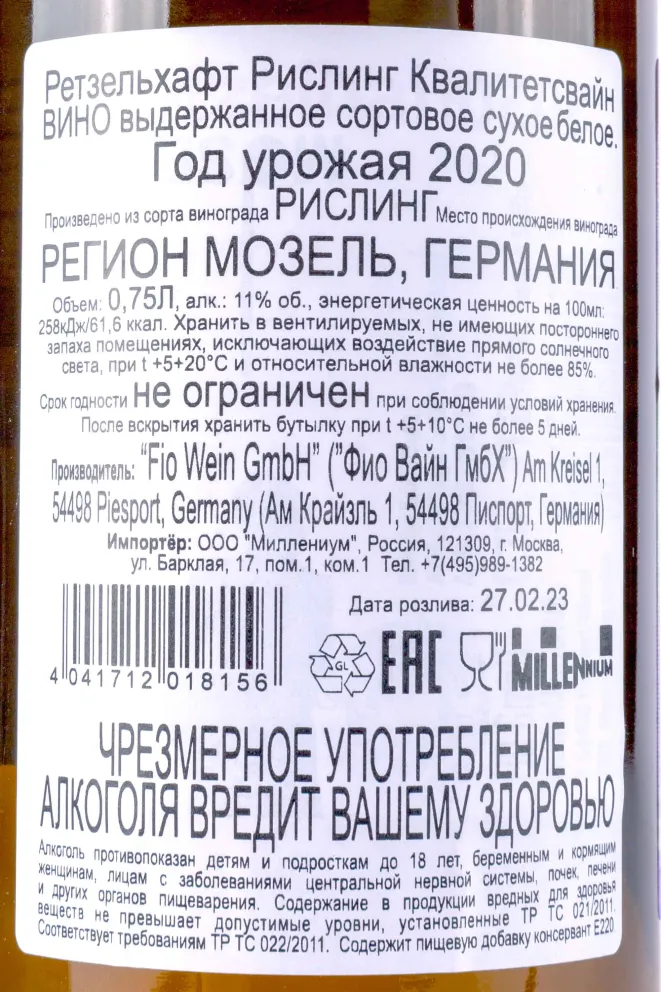 Ретзельхафт Рислинг Квалитетсвайн
ВИНО выдержанное сортовое сухое белое.
Год урожая 2020
Произведено из сорта винограда РИСЛИНГ Место происхождения винограда
РЕГИОН МОЗЕЛЬ, ГЕРМАНИЯ
Объем: 0,75Л, алк.: 11% об., энергетическая ценность на 100мл:
258кДж/61,6 ккал. Хранить в вентилируемых, не имеющих постороннего
запаха помещениях, исключающих воздействие прямого солнечного
света, при t +5+20°C и относительной влажности не более 85%.
Срок годности не ограничен при соблюдении условий хранения.
После вскрытия хранить бутылку при t +5+10°C не более 5 дней.
Производитель: “Fio Wein GmbH” (”Фио Вайн ГмбХ”) Am Kreisel 1,
54498 Piesport, Germany (Ам Крайзль 1, 54498 Писпорт, Германия)
Импортёр: ООО "Миллениум", Россия, 121309, г. Москва,
ул. Барклая, 17, пом.1, ком.1 Тел. +7(495)989-1382
Дата розлива: 27.02.23
4 041712 018156
GL
EAC
MILLENNIUM
ЧРЕЗМЕРНОЕ УПОТРЕБЛЕНИЕ
АЛКОГОЛЯ ВРЕДИТ ВАШЕМУ ЗДОРОВЬЮ
Алкоголь противопоказан детям и подросткам до 18 лет, беременным и кормящим
женщинам, лицам с заболеваниями центральной нервной системы, почек, печени
и других органов пищеварения. Содержание в продукции вредных для здоровья
веществ не превышает допустимые уровни, установленные ТР ТС 021/2011.
Соответствует требованиям ТР ТС 022/2011. Содержит пищевую добавку консервант E220